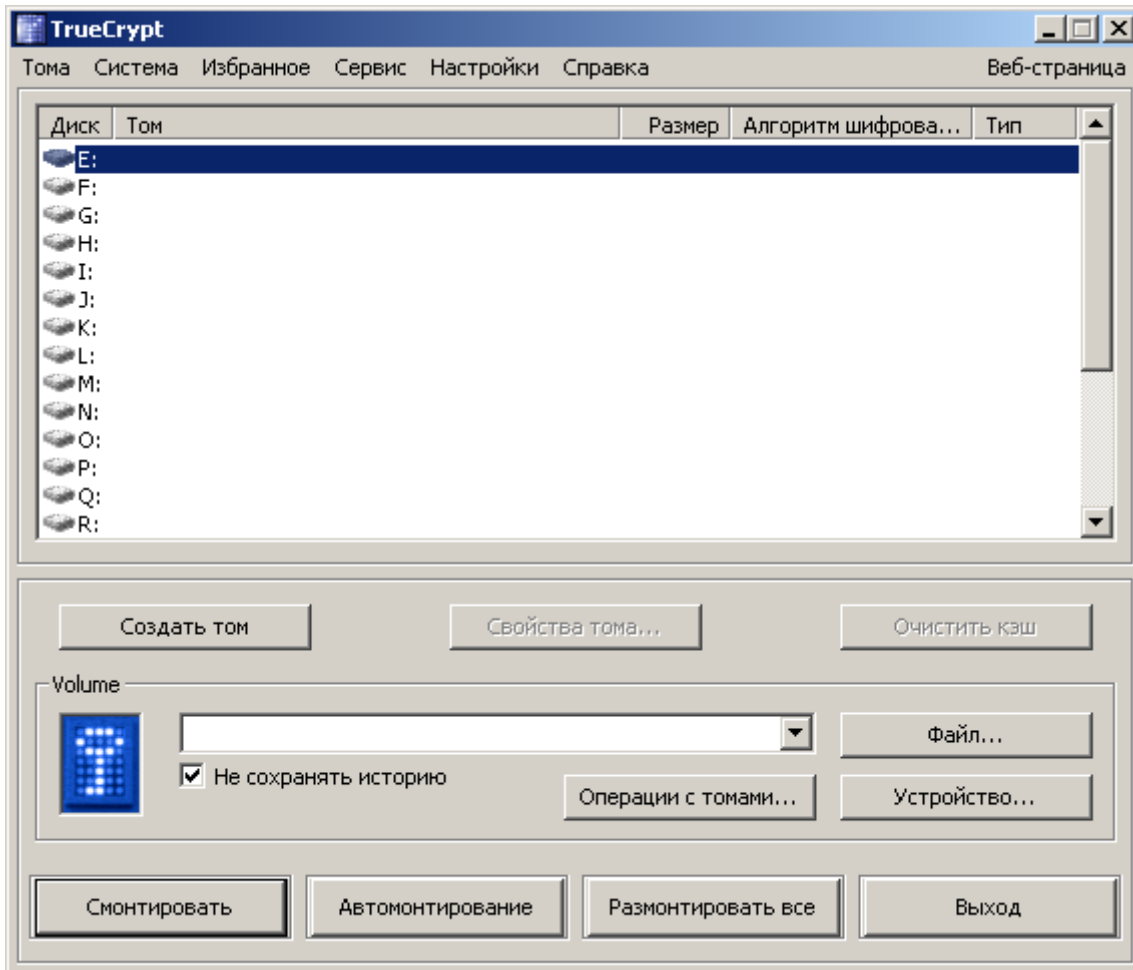 TrueCrypt
Тома Система Избранное Сервис Настройки Справка Веб-страница
Диск Том Размер Алгоритм шифрова... Тип
E:
F:
G:
H:
I:
J:
K:
L:
M:
N:
O:
P:
Q:
R:
Создать том Свойства тома... Очистить кэш
Volume
Файл...
Не сохранять историю
Операции с томами... Устройство...
Смонтировать Автомонтирование Размонтировать все Выход